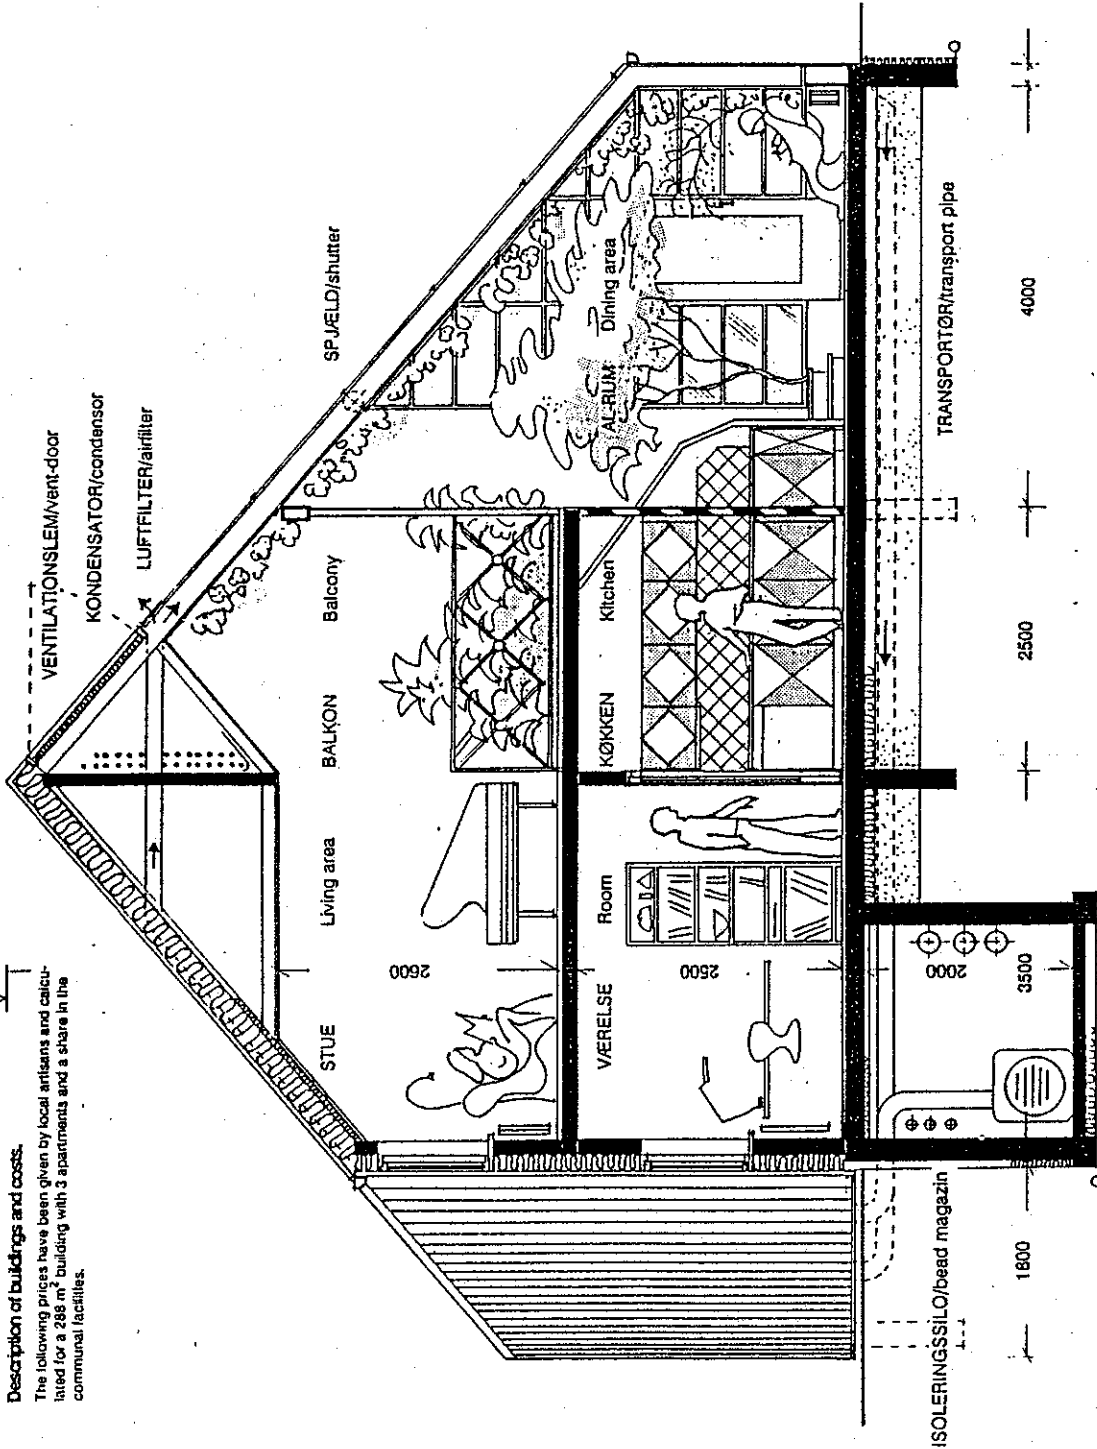 Description of buildings and costs.
The following prices have been given by local artisans and calcu-
lated for a 288 m² building with 3 apartments and a share in the
communal facilities.
VENTILATIONSLEM/vent-door
KONDENSATOR/condensor
LUFTFILTER/airfilter
SPJÆLD/shutter
STUE Living area BALKON Balcony
AL-RUM Dining area
VÆRELSE Room KØKKEN Kitchen
2600
2500
2000
TRANSPORTØR/transport pipe
ISOLERINGSSILO/bead magazin
1800 3500 2500 4000